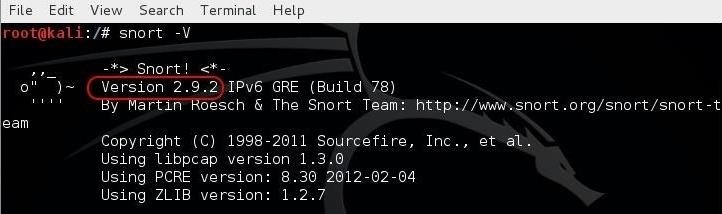 File Edit View Search Terminal Help
root@kali:/# snort -V
,,_ -*> Snort! <*-
o" )~ Version 2.9.2 IPv6 GRE (Build 78)
'''' By Martin Roesch & The Snort Team: http://www.snort.org/snort/snort-t
eam
Copyright (C) 1998-2011 Sourcefire, Inc., et al.
Using libpcap version 1.3.0
Using PCRE version: 8.30 2012-02-04
Using ZLIB version: 1.2.7